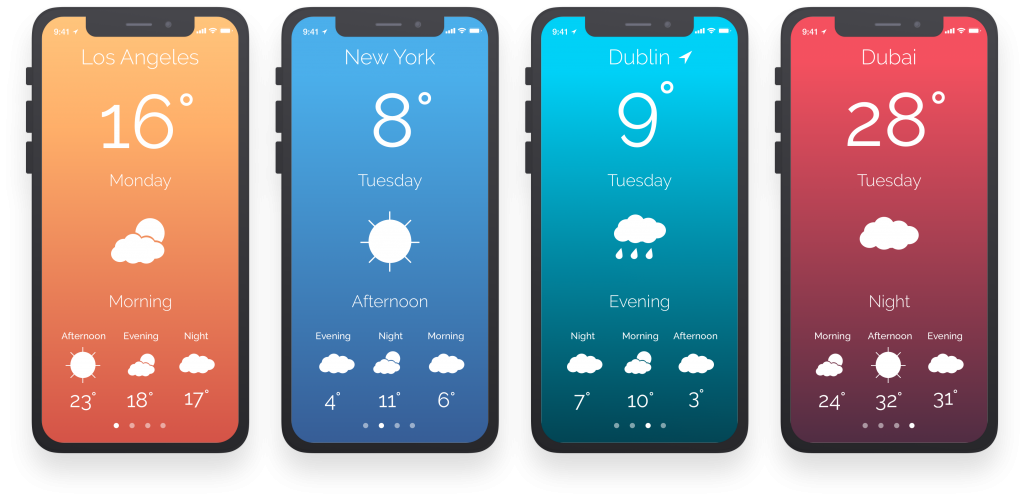 9:41
Los Angeles
16°
Monday
Morning
Afternoon Evening Night
23° 18° 17°
9:41
New York
8°
Tuesday
Afternoon
Evening Night Morning
4° 11° 6°
9:41
Dublin
9°
Tuesday
Evening
Night Morning Afternoon
7° 10° 3°
9:41
Dubai
28°
Tuesday
Night
Morning Afternoon Evening
24° 32° 31°